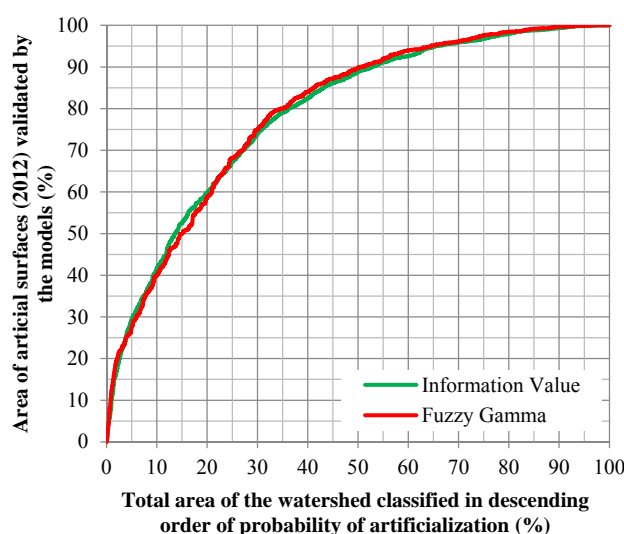 Area of articial surfaces (2012) validated by
the models (%)
100
90
80
70
60
50
40
30
20
10
0
Information Value
Fuzzy Gamma
0 10 20 30 40 50 60 70 80 90 100
Total area of the watershed classified in descending
order of probability of artificialization (%)